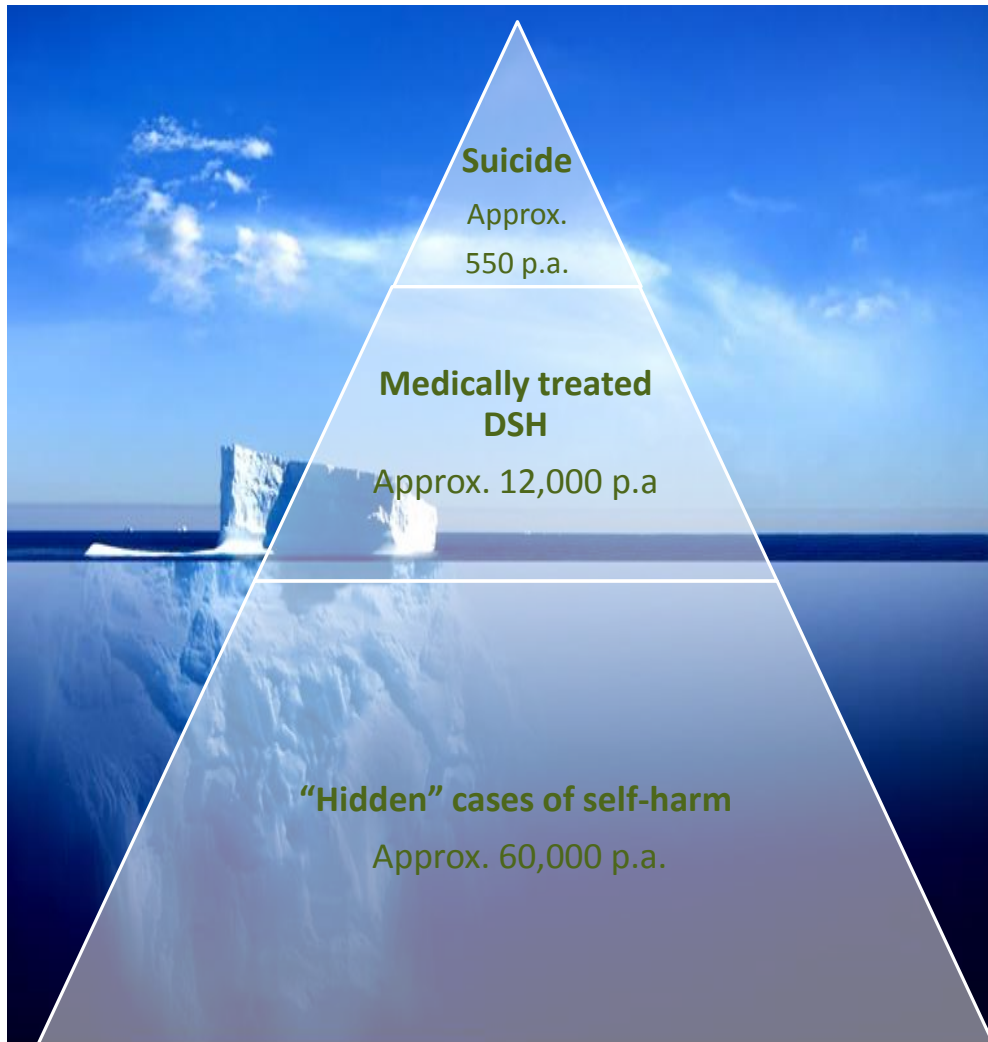 Suicide
Approx.
550 p.a.
Medically treated
DSH
Approx. 12,000 p.a
“Hidden” cases of self-harm
Approx. 60,000 p.a.